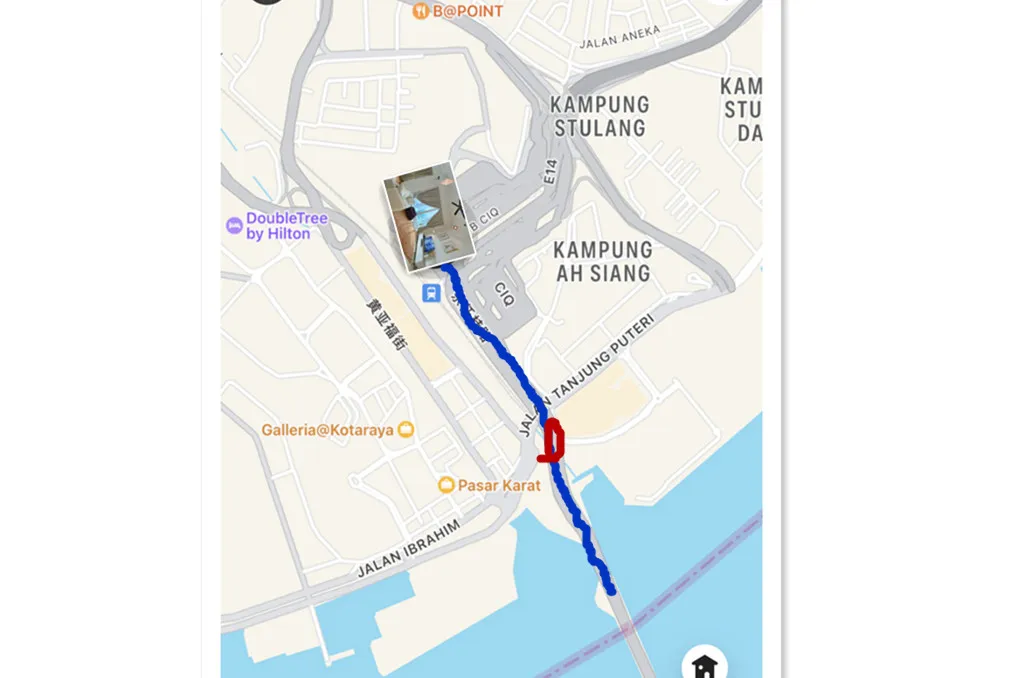 B@POINT
JALAN ANEKA
KAMPUNG
STULANG
KAM
STU
DA
E14
DoubleTree
by Hilton
B CIQ
KAMPUNG
AH SIANG
CIQ
黄亚福街
JALAN TANJUNG PUTERI
Galleria@Kotaraya
Pasar Karat
JALAN IBRAHIM